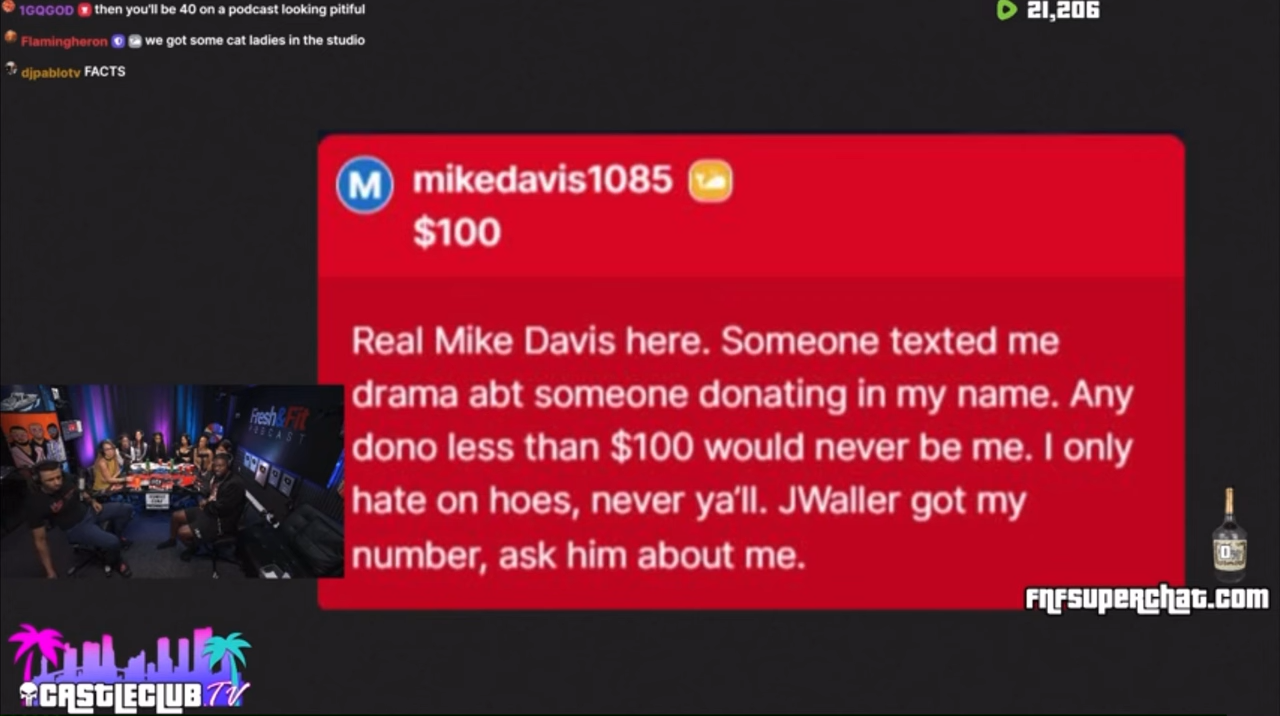 1GQGOD then you'll be 40 on a podcast looking pitiful
Flamingheron we got some cat ladies in the studio
djpablotv FACTS
21,206
M
mikedavis1085
$100
Real Mike Davis here. Someone texted me
drama abt someone donating in my name. Any
dono less than $100 would never be me. I only
hate on hoes, never ya'll. JWaller got my
number, ask him about me.
Fresh&Fit
PODCAST
FNFSUPERCHAT.COM
CASTLECLUB.TV